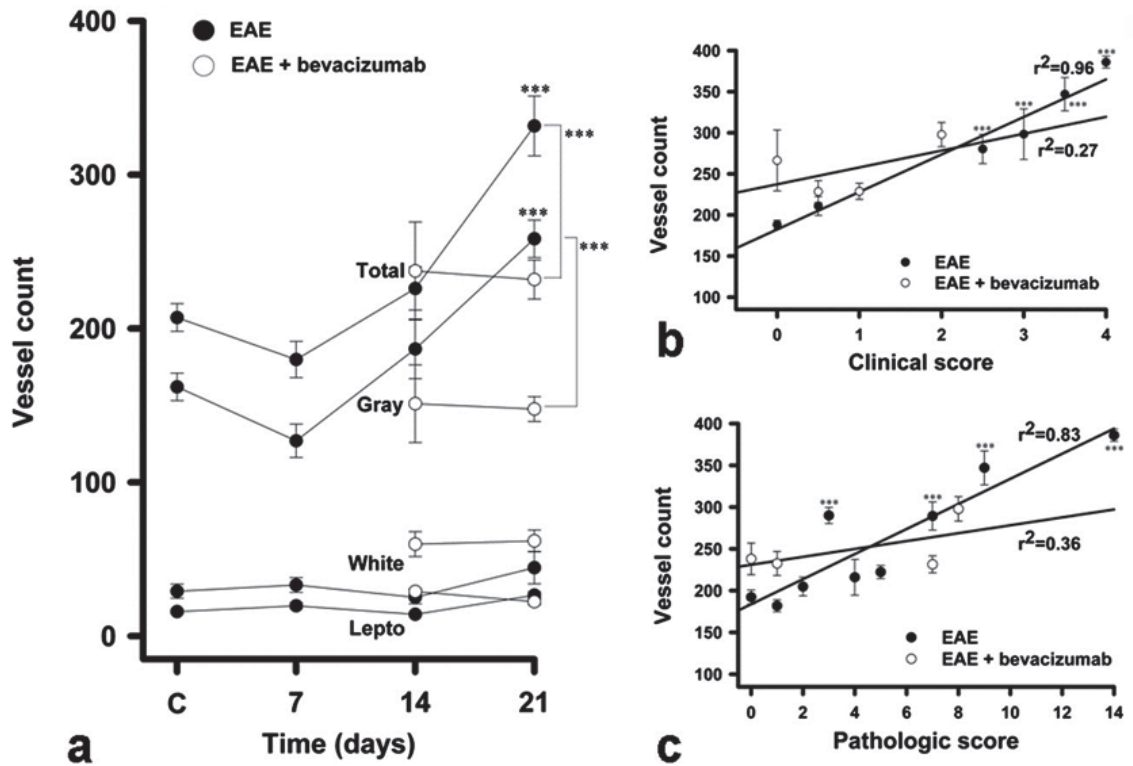 400
300
200
100
0
Vessel count
EAE
EAE + bevacizumab
***
***
***
***
Total
Gray
White
Lepto
C 7 14 21
Time (days)
a
400
350
300
250
200
150
100
Vessel count
r2=0.96
***
***
***
***
r2=0.27
EAE
EAE + bevacizumab
0 1 2 3 4
Clinical score
b
400
350
300
250
200
150
100
Vessel count
r2=0.83
***
***
***
***
r2=0.36
EAE
EAE + bevacizumab
0 2 4 6 8 10 12 14
Pathologic score
c